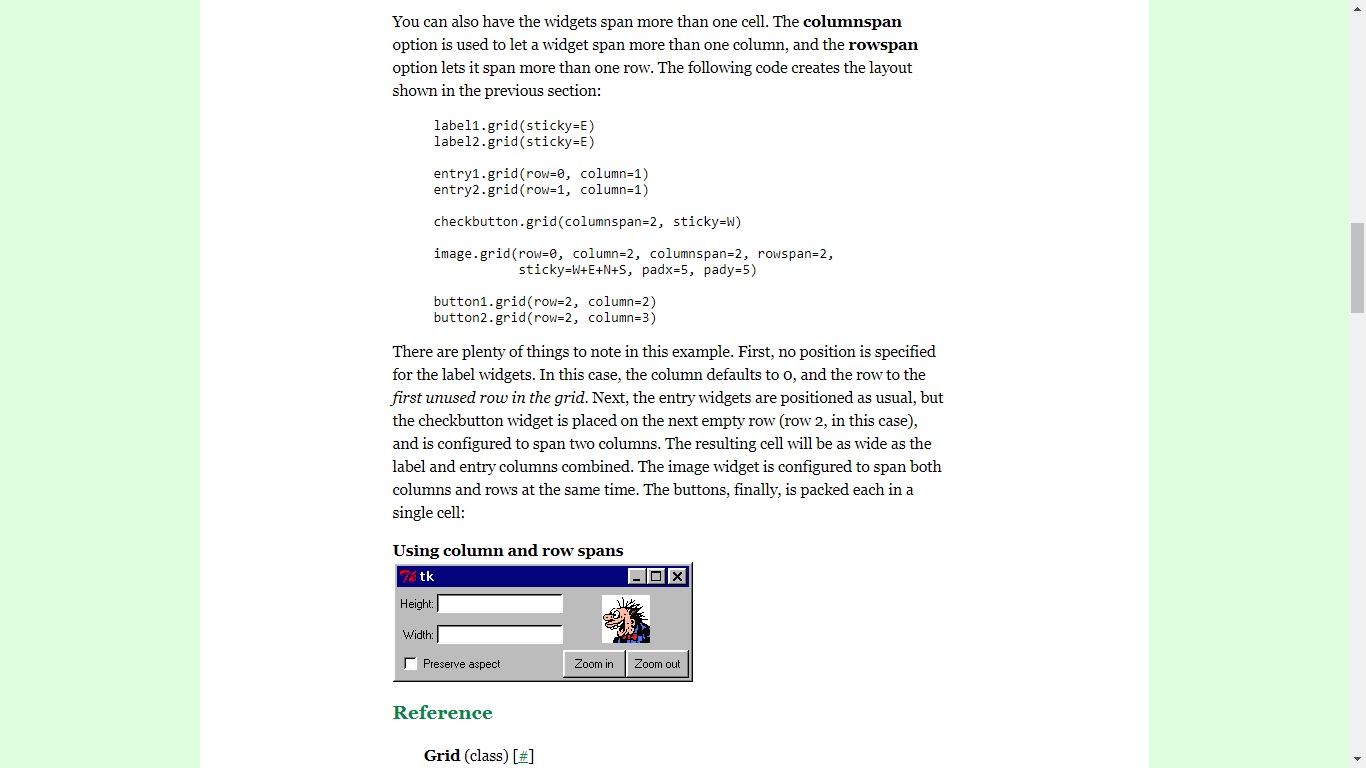 You can also have the widgets span more than one cell. The columnspan
option is used to let a widget span more than one column, and the rowspan
option lets it span more than one row. The following code creates the layout
shown in the previous section:
label1.grid(sticky=E)
label2.grid(sticky=E)
entry1.grid(row=0, column=1)
entry2.grid(row=1, column=1)
checkbutton.grid(columnspan=2, sticky=W)
image.grid(row=0, column=2, columnspan=2, rowspan=2,
sticky=W+E+N+S, padx=5, pady=5)
button1.grid(row=2, column=2)
button2.grid(row=2, column=3)
There are plenty of things to note in this example. First, no position is specified
for the label widgets. In this case, the column defaults to 0, and the row to the
first unused row in the grid. Next, the entry widgets are positioned as usual, but
the checkbutton widget is placed on the next empty row (row 2, in this case),
and is configured to span two columns. The resulting cell will be as wide as the
label and entry columns combined. The image widget is configured to span both
columns and rows at the same time. The buttons, finally, is packed each in a
single cell:
Using column and row spans
tk
Height:
Width:
Preserve aspect Zoom in Zoom out
Reference
Grid (class) [#]